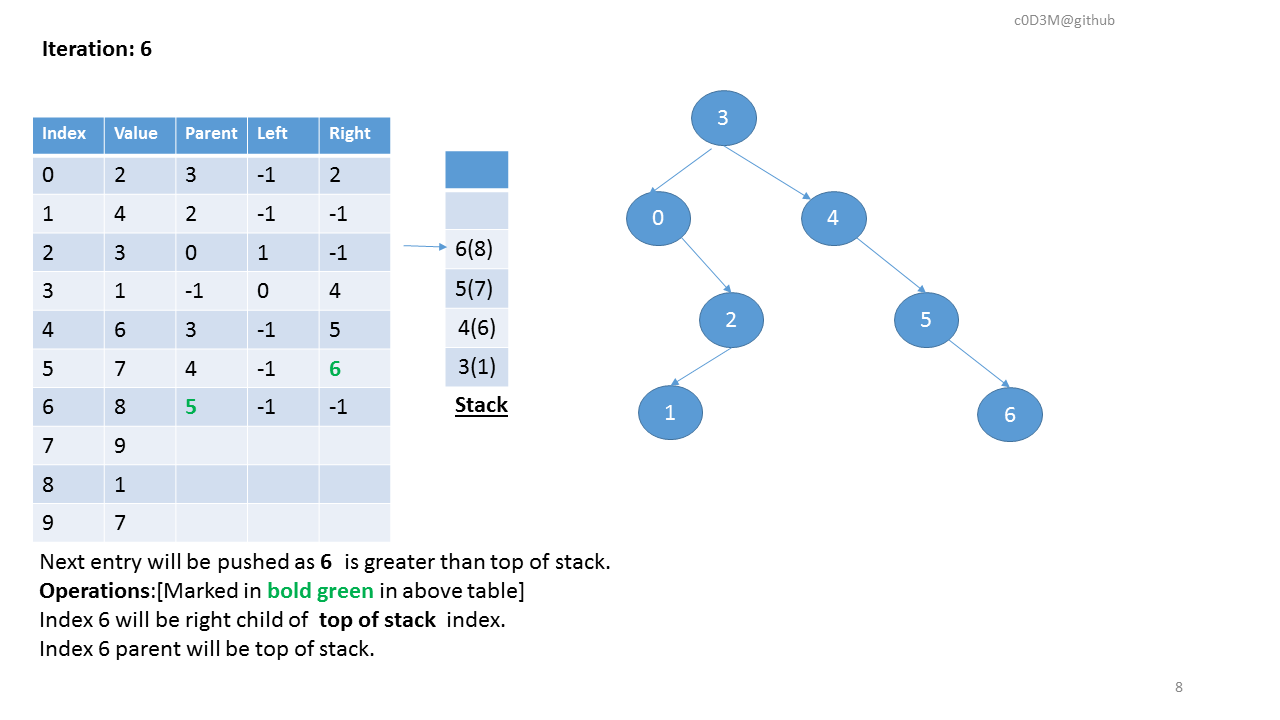 c0D3M@github
Iteration: 6
Index Value Parent Left Right
0 2 3 -1 2
1 4 2 -1 -1
2 3 0 1 -1
3 1 -1 0 4
4 6 3 -1 5
5 7 4 -1 6
6 8 5 -1 -1
7 9
8 1
9 7
6(8)
5(7)
4(6)
3(1)
Stack
3
0 4
2 5
1 6
Next entry will be pushed as 6 is greater than top of stack.
Operations:[Marked in bold green in above table]
Index 6 will be right child of top of stack index.
Index 6 parent will be top of stack.
8